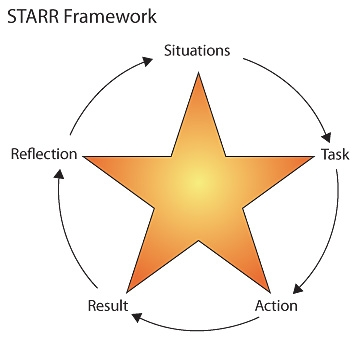 STARR Framework
Situations
Task
Action
Result
Reflection